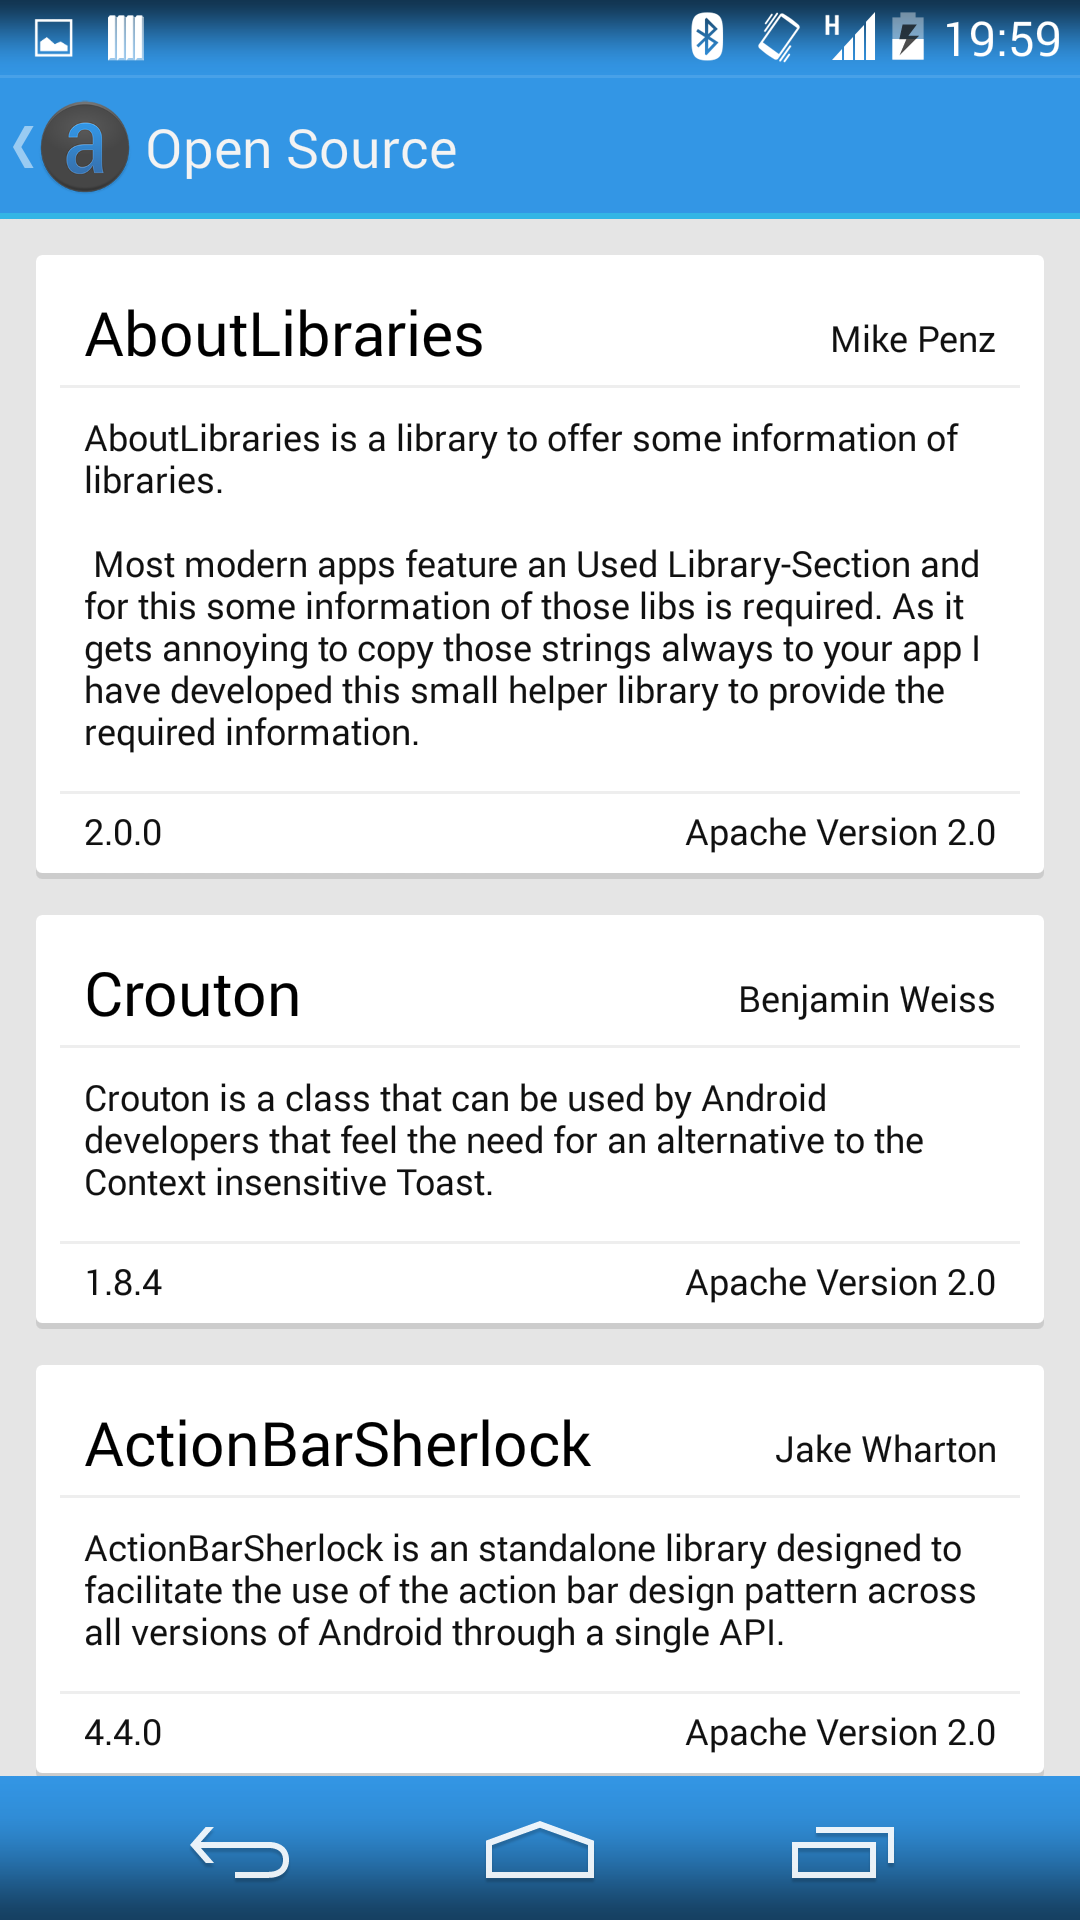 H 19:59
a Open Source
AboutLibraries Mike Penz
AboutLibraries is a library to offer some information of
libraries.
Most modern apps feature an Used Library-Section and
for this some information of those libs is required. As it
gets annoying to copy those strings always to your app I
have developed this small helper library to provide the
required information.
2.0.0 Apache Version 2.0
Crouton Benjamin Weiss
Crouton is a class that can be used by Android
developers that feel the need for an alternative to the
Context insensitive Toast.
1.8.4 Apache Version 2.0
ActionBarSherlock Jake Wharton
ActionBarSherlock is an standalone library designed to
facilitate the use of the action bar design pattern across
all versions of Android through a single API.
4.4.0 Apache Version 2.0